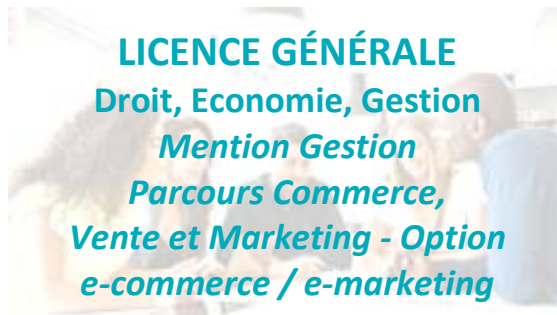 LICENCE GÉNÉRALE
Droit, Economie, Gestion
Mention Gestion
Parcours Commerce,
Vente et Marketing - Option
e-commerce / e-marketing